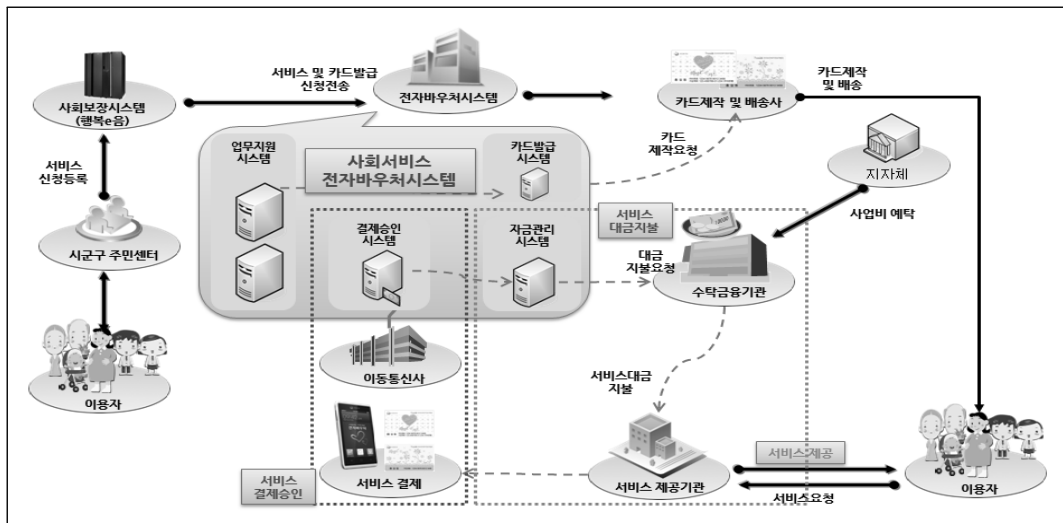 서비스 및 카드발급
신청전송
카드제작
및 배송
사회보장시스템
(행복e음)
전자바우처시스템
카드제작 및 배송사
서비스
신청등록
업무지원
시스템
사회서비스
전자바우처시스템
카드발급
시스템
카드
제작요청
지자체
사업비 예탁
시군구 주민센터
결제승인
시스템
자금관리
시스템
서비스
대금지불
대금
지불요청
수탁금융기관
이동통신사
서비스대금
지불
이용자
서비스
결제승인
서비스 결제
서비스 제공기관
서비스 제공
서비스요청
이용자